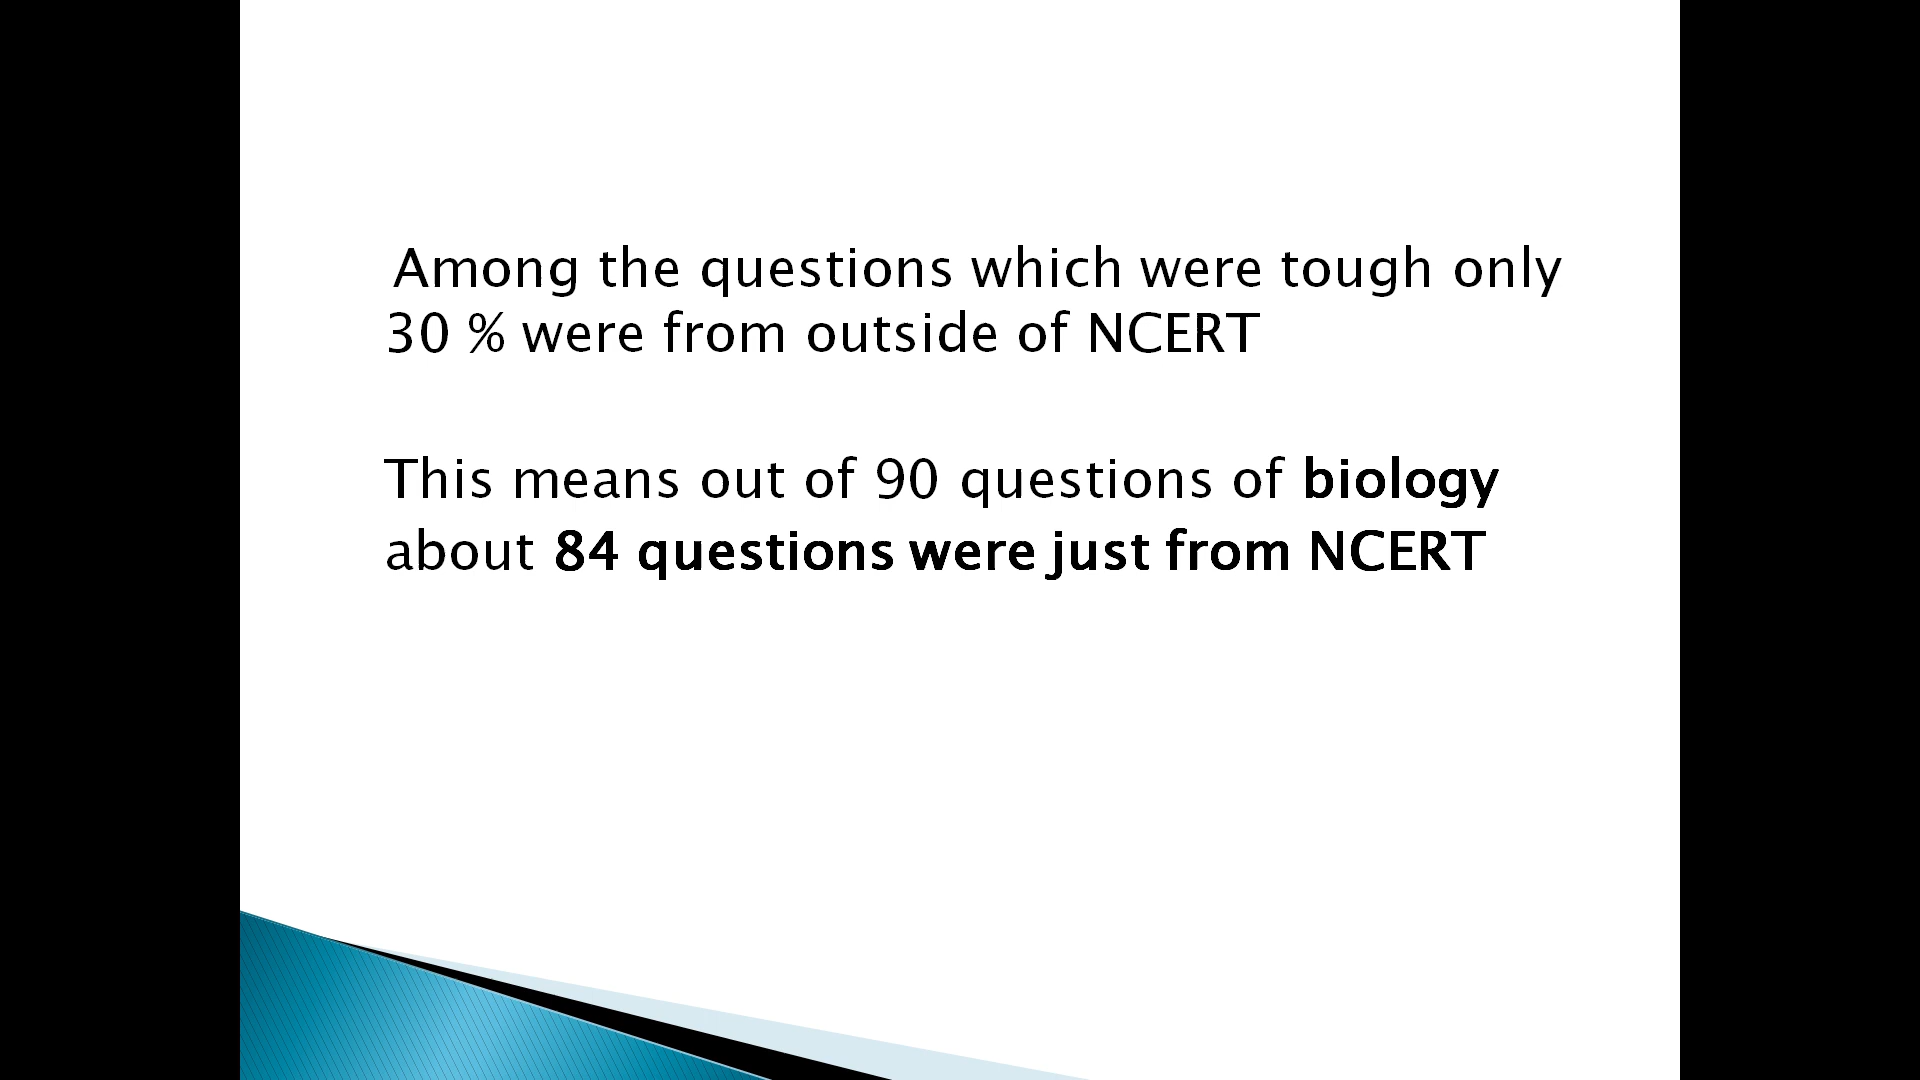 Among the questions which were tough only
30 % were from outside of NCERT
This means out of 90 questions of biology
about 84 questions were just from NCERT